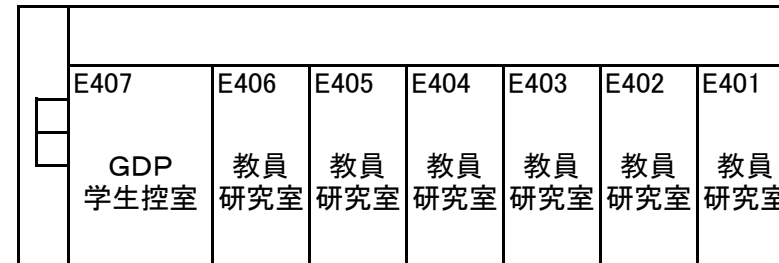 E407 E406 E405 E404 E403 E402 E401
GDP 教員 教員 教員 教員 教員 教員
学生控室 研究室 研究室 研究室 研究室 研究室 研究室